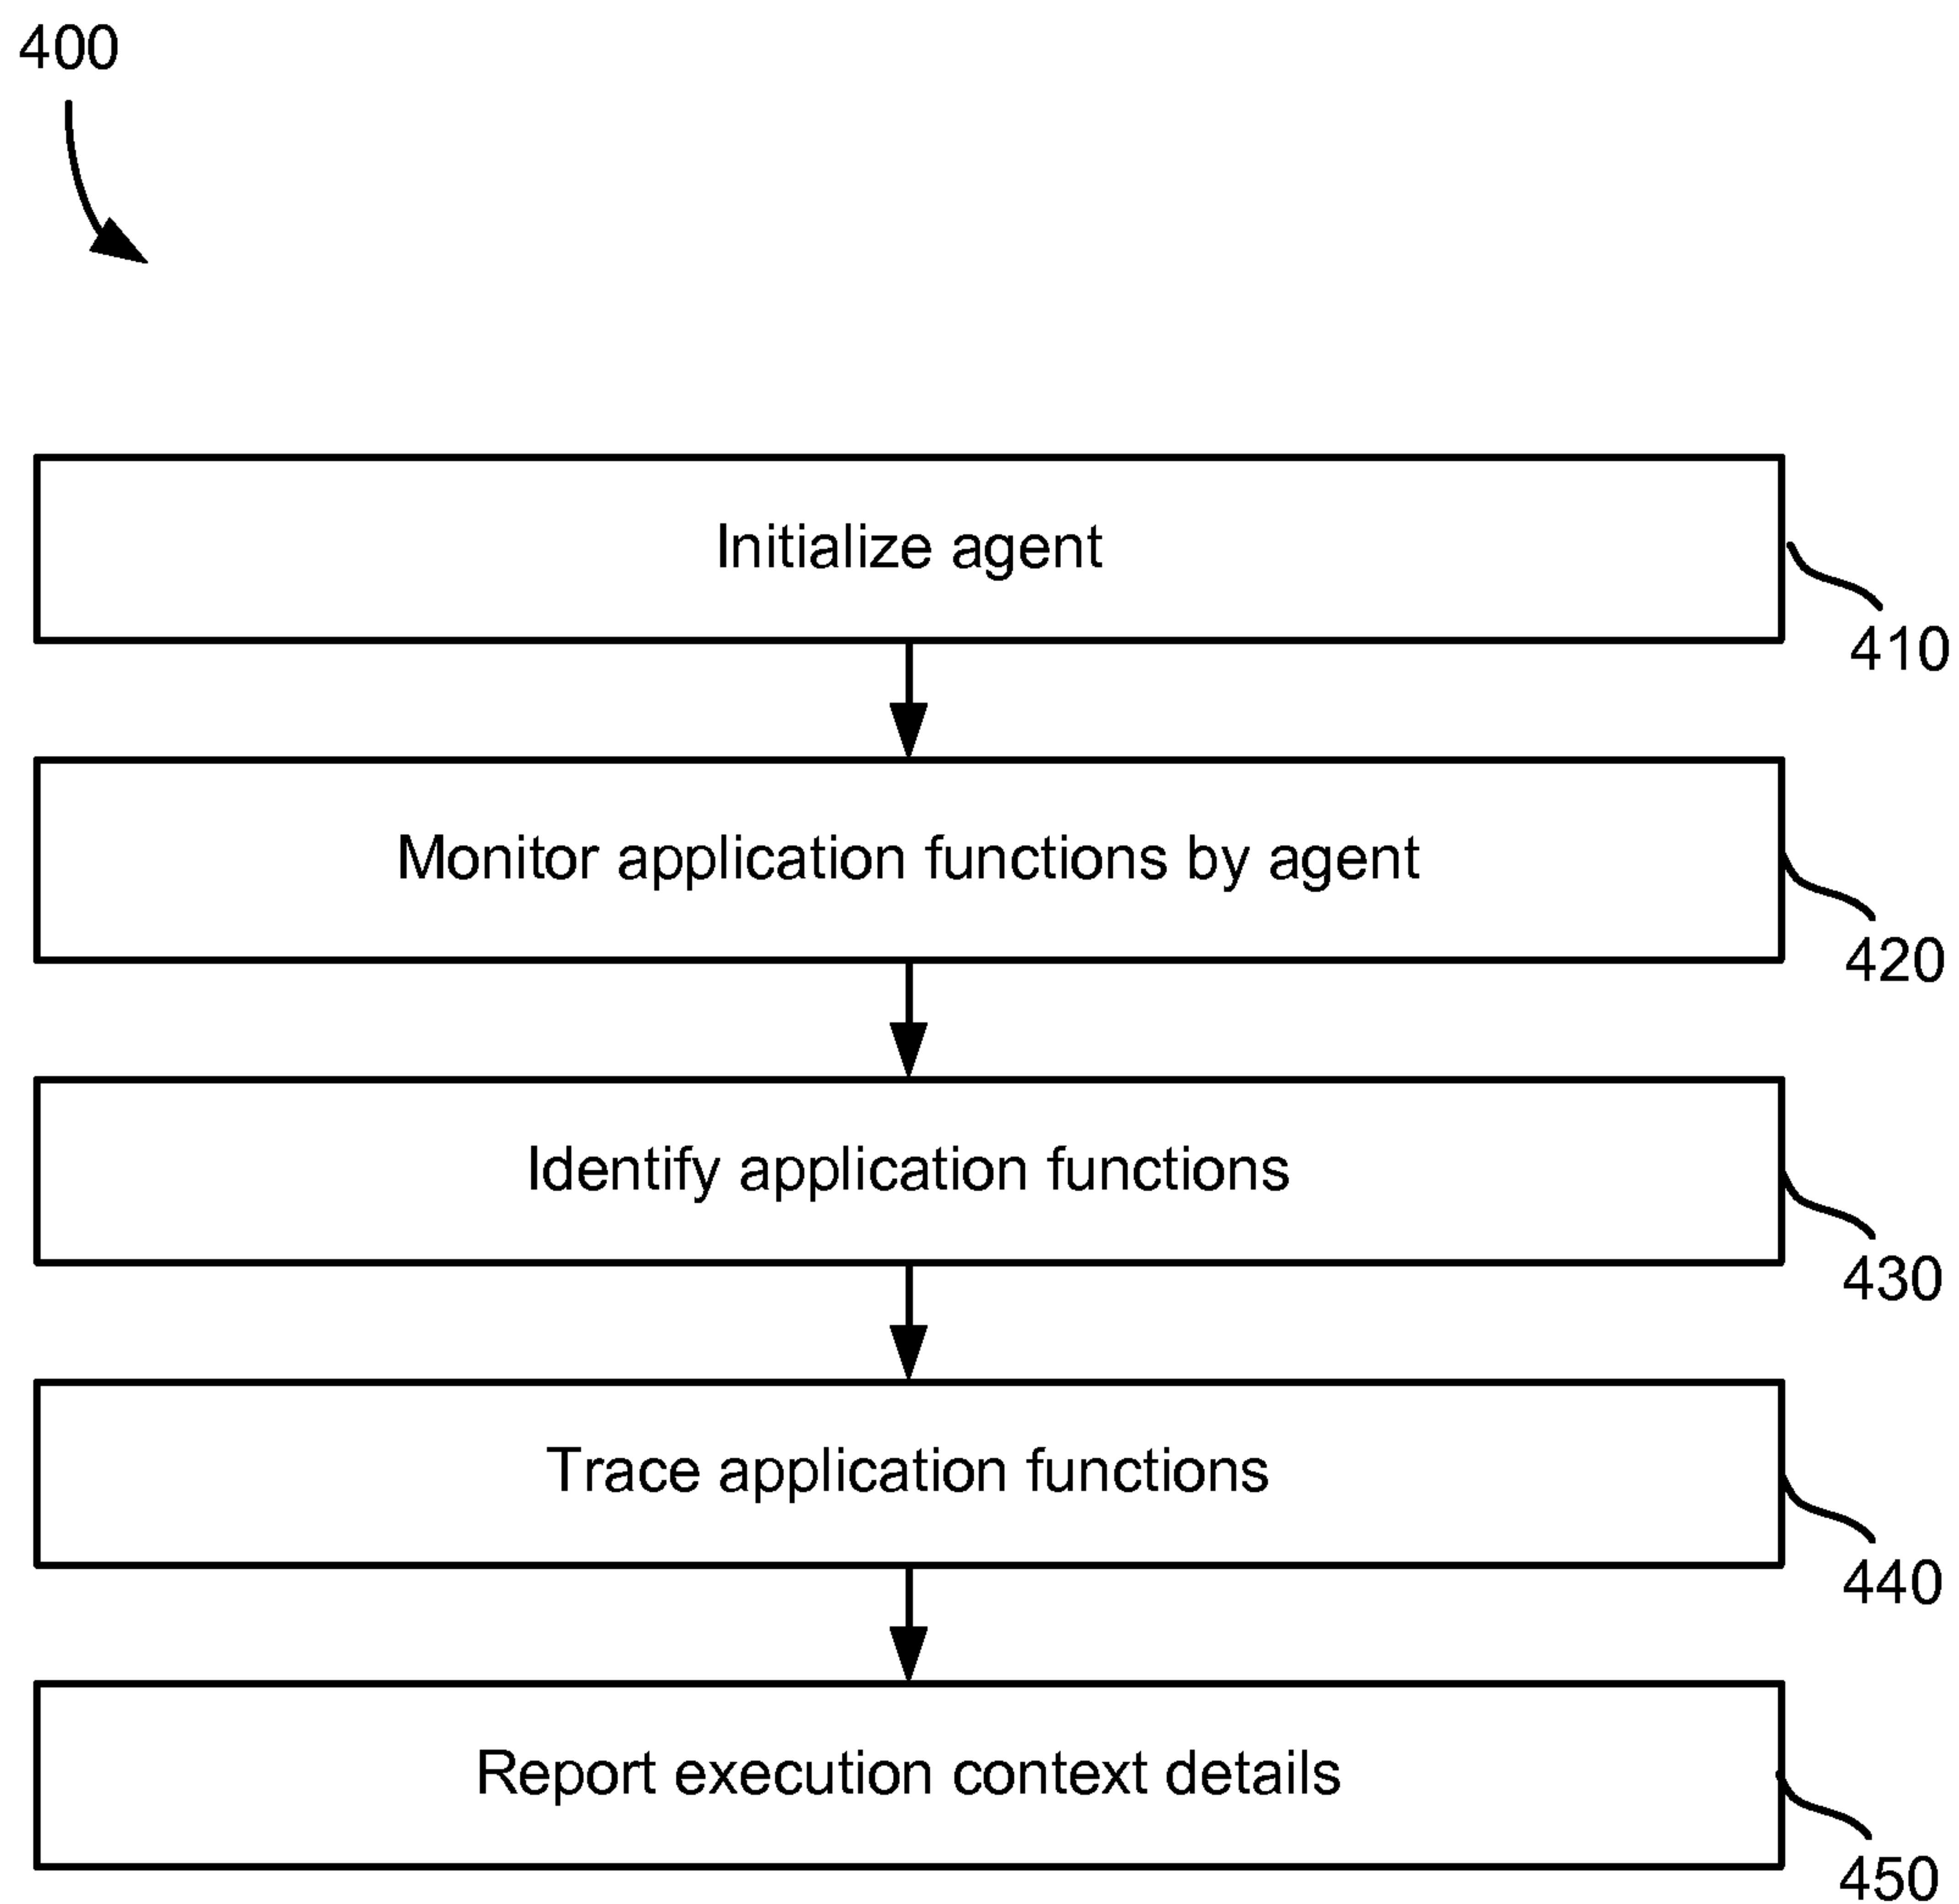 400
Initialize agent
410
Monitor application functions by agent
420
Identify application functions
430
Trace application functions
440
Report execution context details
450